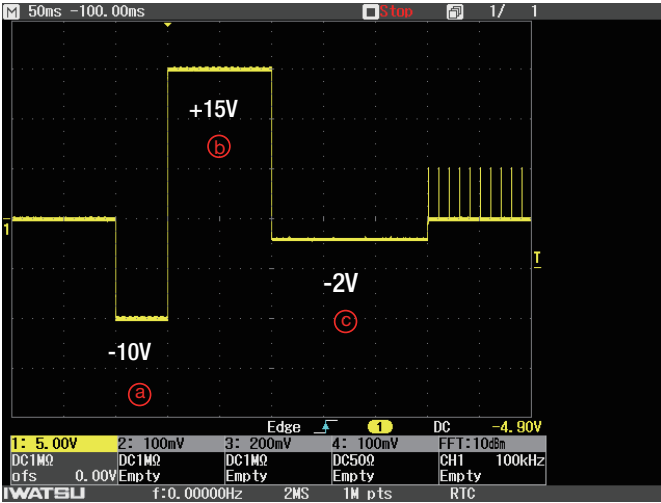 M 50ms -100.00ms Stop 1/ 1
+15V
b
1
T
-2V
c
-10V
a
Edge 1 DC -4.90V
1: 5.00V 2: 100mV 3: 200mV 4: 100mV FFT:10dBm
DC1MΩ DC1MΩ DC1MΩ DC50Ω CH1 100kHz
ofs 0.00V Empty Empty Empty Empty
IWATSU f:0.00000Hz 2MS 1M pts RTC